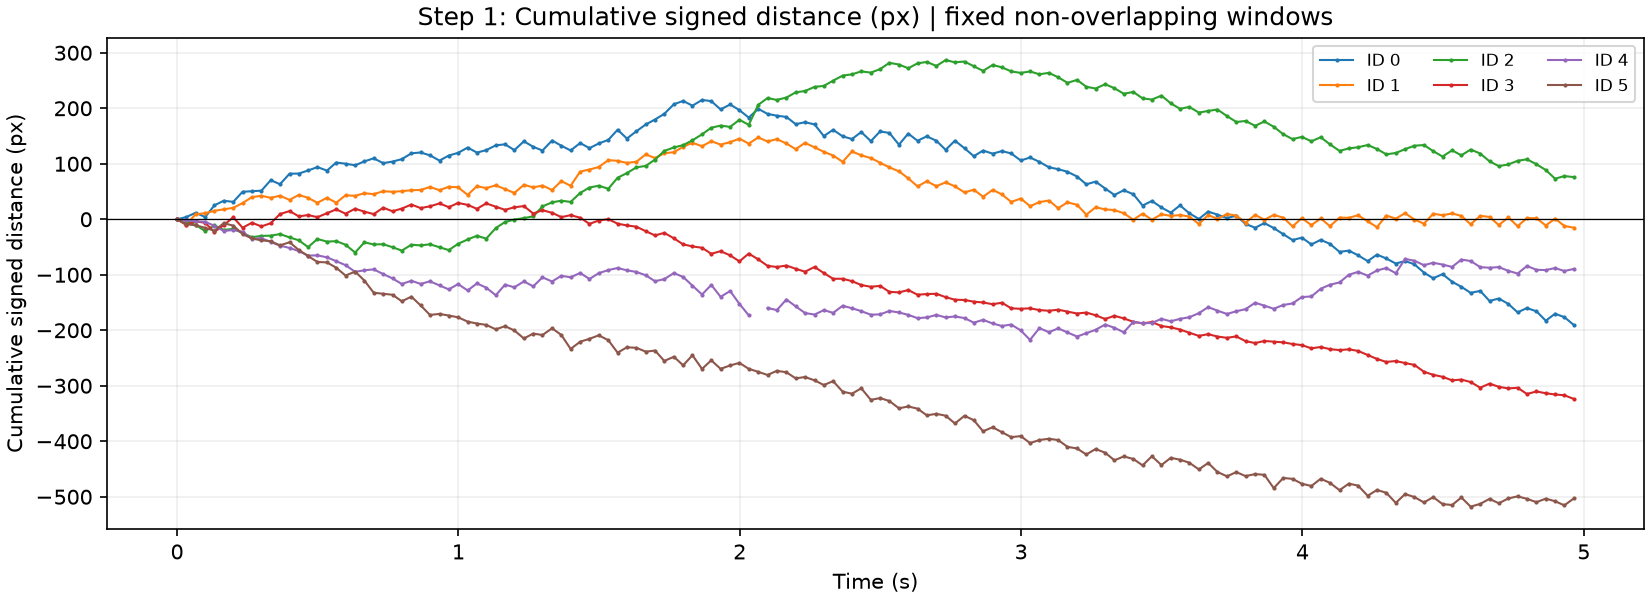 Step 1: Cumulative signed distance (px) | fixed non-overlapping windows
Cumulative signed distance (px)
300
200
100
0
−100
−200
−300
−400
−500
ID 0
ID 1
ID 2
ID 3
ID 4
ID 5
0
1
2
3
4
5
Time (s)